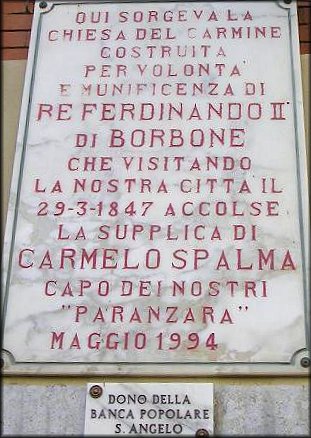 QUI SORGEVA LA
CHIESA DEL CARMINE
COSTRUITA
PER VOLONTA'
E MUNIFICENZA DI
RE FERDINANDO II°
DI BORBONE
CHE VISITANDO
LA NOSTRA CITTA IL
29-3-1847 ACCOLSE
LA SUPPLICA DI
CARMELO SPALMA
CAPO DEI NOSTRI
"PARANZARA"
MAGGIO 1994
DONO DELLA
BANCA POPOLARE
S. ANGELO